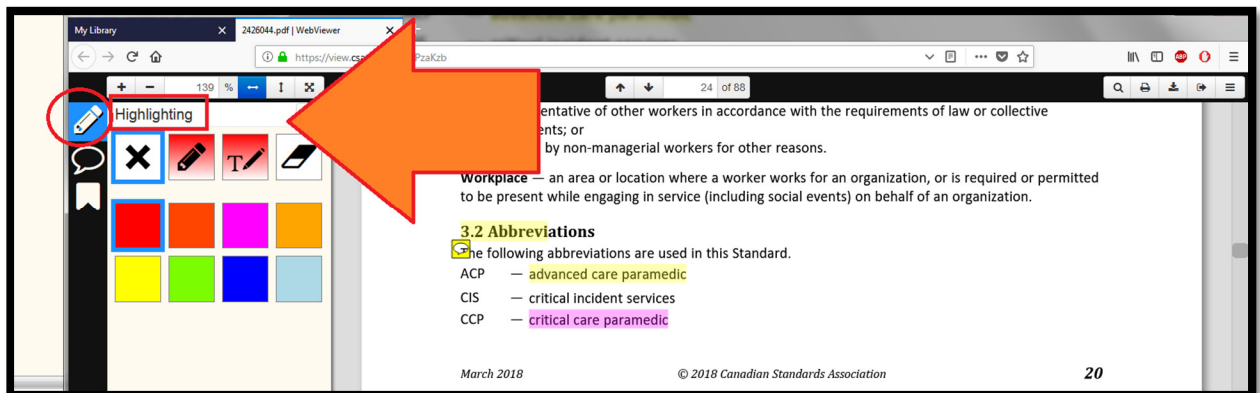 My Library
2426044.pdf | WebViewer
https://view.csa PzaKzb
ABP
139 %
24 of 88
Highlighting
T
entative of other workers in accordance with the requirements of law or collective
ents; or
by non-managerial workers for other reasons.
Workplace — an area or location where a worker works for an organization, or is required or permitted
to be present while engaging in service (including social events) on behalf of an organization.
3.2 Abbreviations
he following abbreviations are used in this Standard.
ACP — advanced care paramedic
CIS — critical incident services
CCP — critical care paramedic
March 2018 © 2018 Canadian Standards Association 20